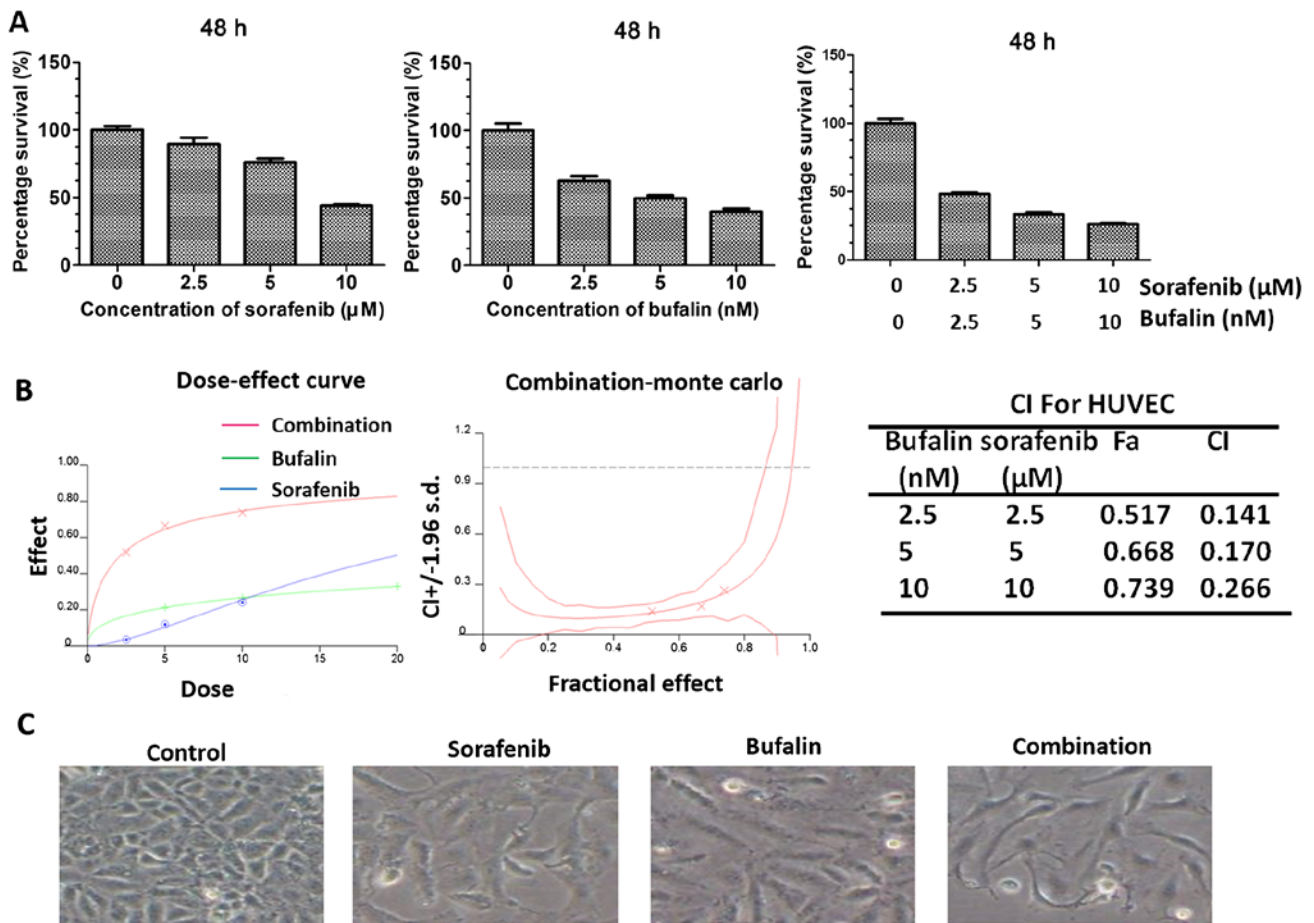 A
48 h
48 h
48 h
Percentage survival (%)
150
100
50
0
0 2.5 5 10
Concentration of sorafenib (µM)
Percentage survival (%)
150
100
50
0
0 2.5 5 10
Concentration of bufalin (nM)
Percentage survival (%)
150
100
50
0
0 2.5 5 10 Sorafenib (µM)
0 2.5 5 10 Bufalin (nM)
B
Dose-effect curve
Combination
Bufalin
Sorafenib
Effect
1.00
0.80
0.60
0.40
0.20
0
0 5 10 15 20
Dose
Combination-monte carlo
CI+/-1.96 s.d.
1.2
0.9
0.6
0.3
0
0 0.2 0.4 0.6 0.8 1.0
Fractional effect
CI For HUVEC
Bufalin sorafenib Fa CI
(nM) (µM)
2.5 2.5 0.517 0.141
5 5 0.668 0.170
10 10 0.739 0.266
C
Control
Sorafenib
Bufalin
Combination